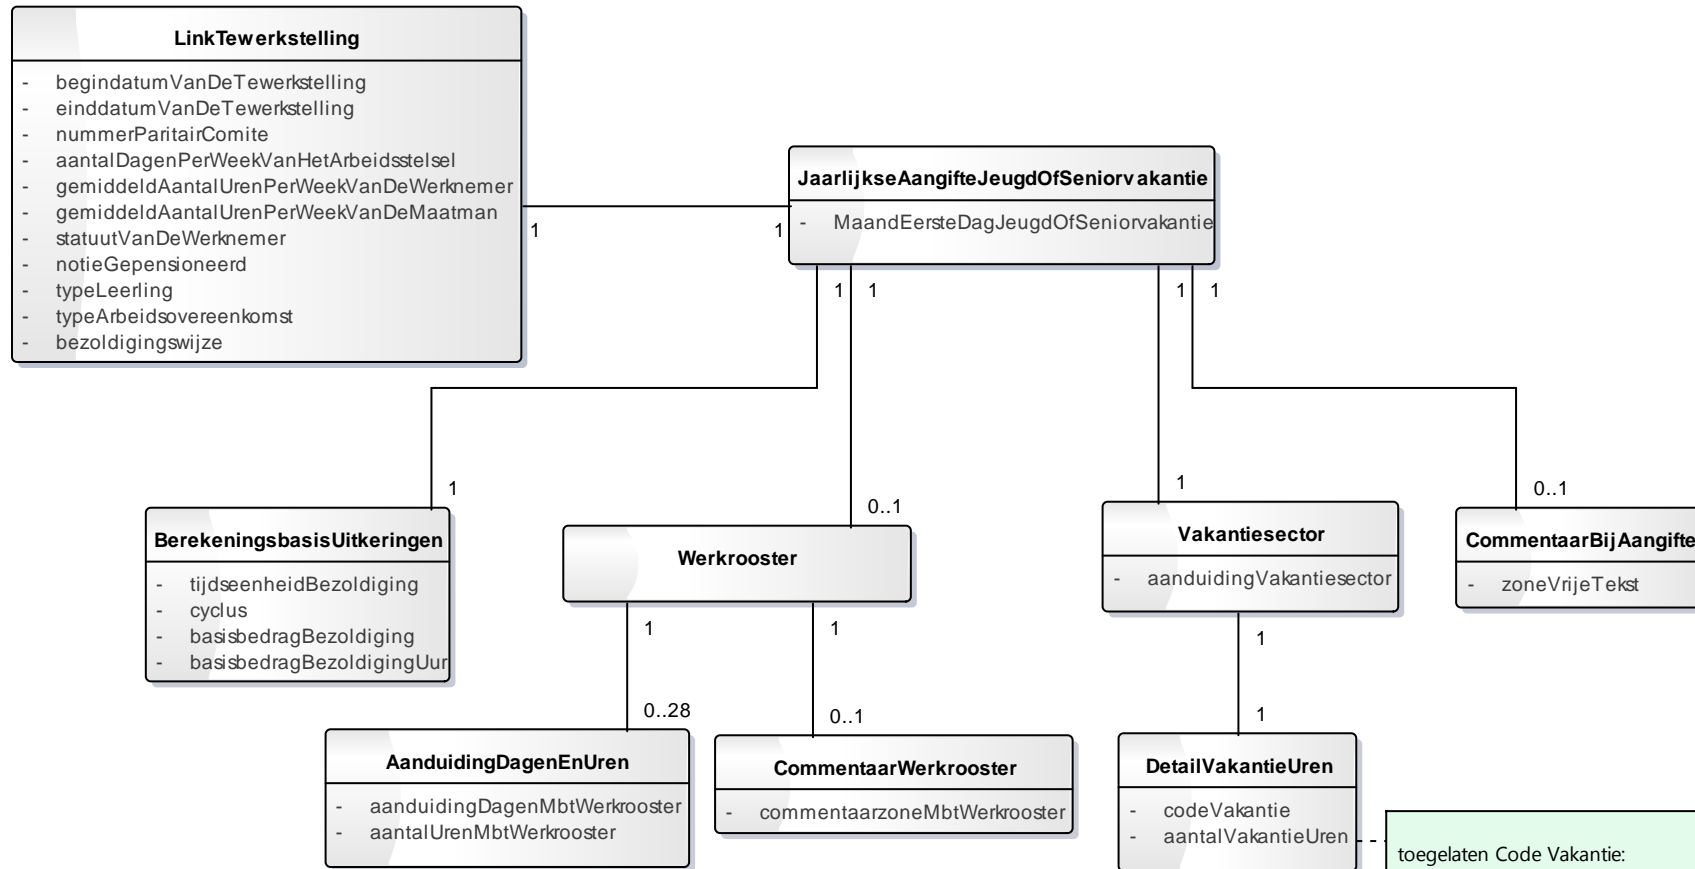 LinkTewerkstelling
- begindatumVanDeTewerkstelling
- einddatumVanDeTewerkstelling
- nummerParitairComite
- aantalDagenPerWeekVanHetArbeidsstelsel
- gemiddeldAantalUrenPerWeekVanDeWerknemer
- gemiddeldAantalUrenPerWeekVanDeMaatman
- statuutVanDeWerknemer
- notieGepensioneerd
- typeLeerling
- typeArbeidsovereenkomst
- bezoldigingswijze
JaarlijkseAangifteJeugdOfSeniorvakantie
- MaandEersteDagJeugdOfSeniorvakantie
1
1
1
1
1
1
1
0..1
1
0..1
BerekeningsbasisUitkeringen
- tijdseenheidBezoldiging
- cyclus
- basisbedragBezoldiging
- basisbedragBezoldigingUur
Werkrooster
Vakantiesector
- aanduidingVakantiesector
CommentaarBijAangifte
- zoneVrijeTekst
1
1
1
0..28
0..1
1
AanduidingDagenEnUren
- aanduidingDagenMbtWerkrooster
- aantalUrenMbtWerkrooster
CommentaarWerkrooster
- commentaarzoneMbtWerkrooster
DetailVakantieUren
- codeVakantie
- aantalVakantieUren
toegelaten Code Vakantie: